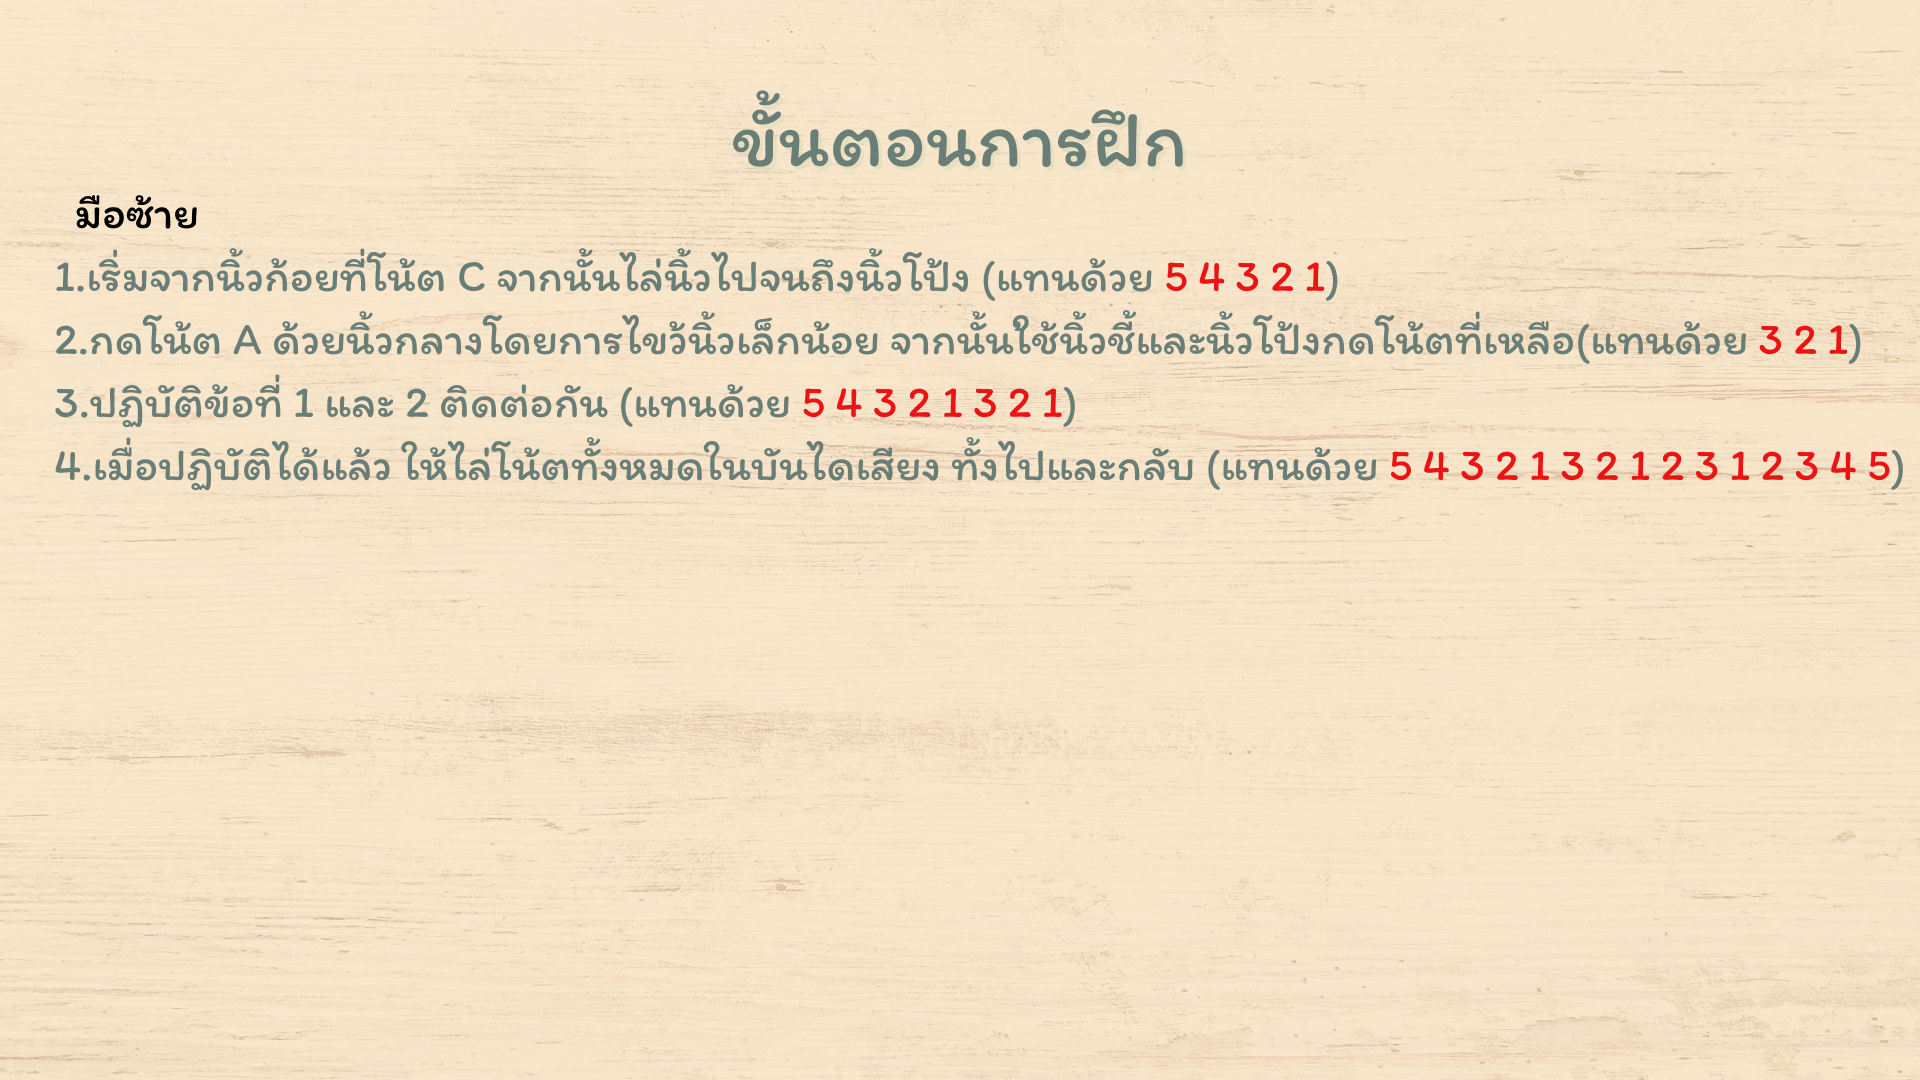 ขั้นตอนการฝึก
มือซ้าย
1.เริ่มจากนิ้วก้อยที่โน้ต C จากนั้นไล่นิ้วไปจนถึงนิ้วโป้ง (แทนด้วย 5 4 3 2 1)
2.กดโน้ต A ด้วยนิ้วกลางโดยการไขว้นิ้วเล็กน้อย จากนั้นใช้นิ้วชี้และนิ้วโป้งกดโน้ตที่เหลือ(แทนด้วย 3 2 1)
3.ปฏิบัติข้อที่ 1 และ 2 ติดต่อกัน (แทนด้วย 5 4 3 2 1 3 2 1)
4.เมื่อปฏิบัติได้แล้ว ให้ไล่โน้ตทั้งหมดในบันไดเสียง ทั้งไปและกลับ (แทนด้วย 5 4 3 2 1 3 2 1 2 3 1 2 3 4 5)